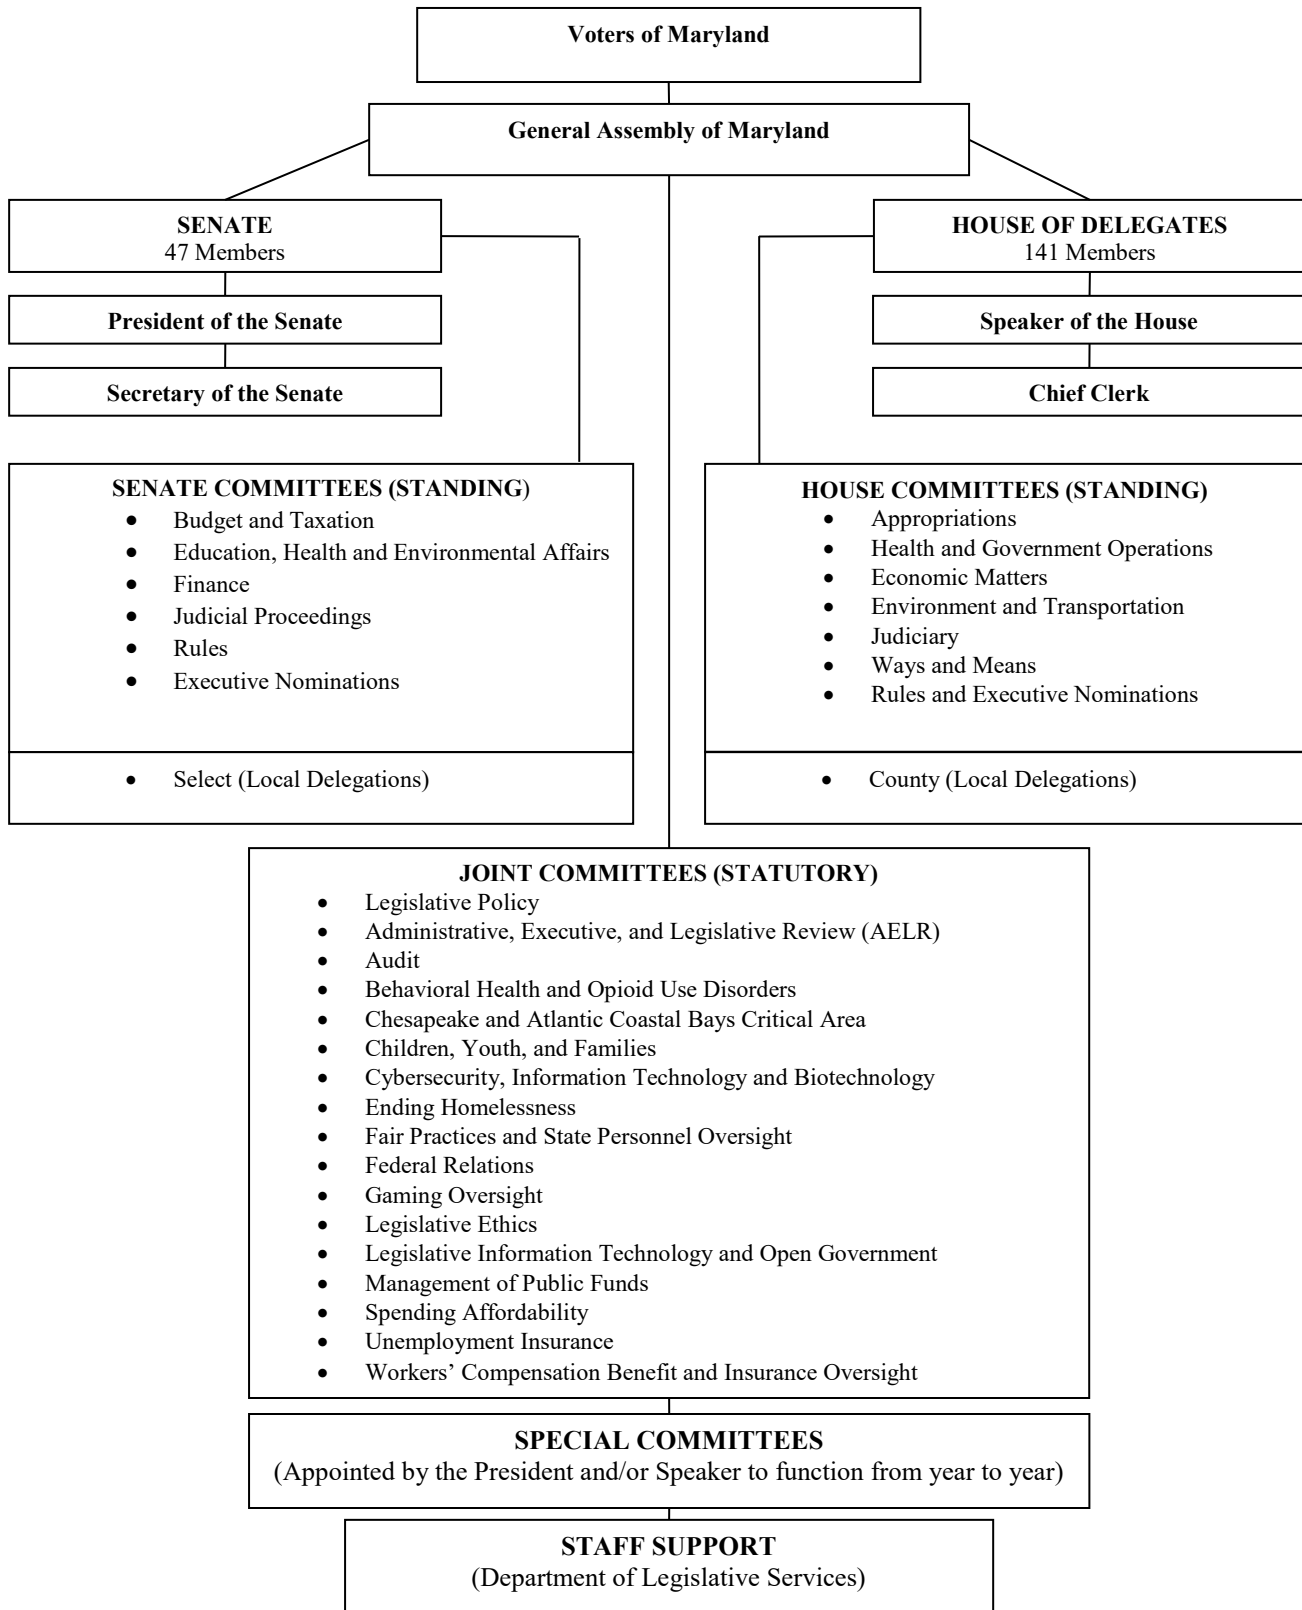 Voters of Maryland
General Assembly of Maryland
SENATE
47 Members
HOUSE OF DELEGATES
141 Members
President of the Senate
Speaker of the House
Secretary of the Senate
Chief Clerk
SENATE COMMITTEES (STANDING)
• Budget and Taxation
• Education, Health and Environmental Affairs
• Finance
• Judicial Proceedings
• Rules
• Executive Nominations
• Select (Local Delegations)
HOUSE COMMITTEES (STANDING)
• Appropriations
• Health and Government Operations
• Economic Matters
• Environment and Transportation
• Judiciary
• Ways and Means
• Rules and Executive Nominations
• County (Local Delegations)
JOINT COMMITTEES (STATUTORY)
• Legislative Policy
• Administrative, Executive, and Legislative Review (AELR)
• Audit
• Behavioral Health and Opioid Use Disorders
• Chesapeake and Atlantic Coastal Bays Critical Area
• Children, Youth, and Families
• Cybersecurity, Information Technology and Biotechnology
• Ending Homelessness
• Fair Practices and State Personnel Oversight
• Federal Relations
• Gaming Oversight
• Legislative Ethics
• Legislative Information Technology and Open Government
• Management of Public Funds
• Spending Affordability
• Unemployment Insurance
• Workers’ Compensation Benefit and Insurance Oversight
SPECIAL COMMITTEES
(Appointed by the President and/or Speaker to function from year to year)
STAFF SUPPORT
(Department of Legislative Services)